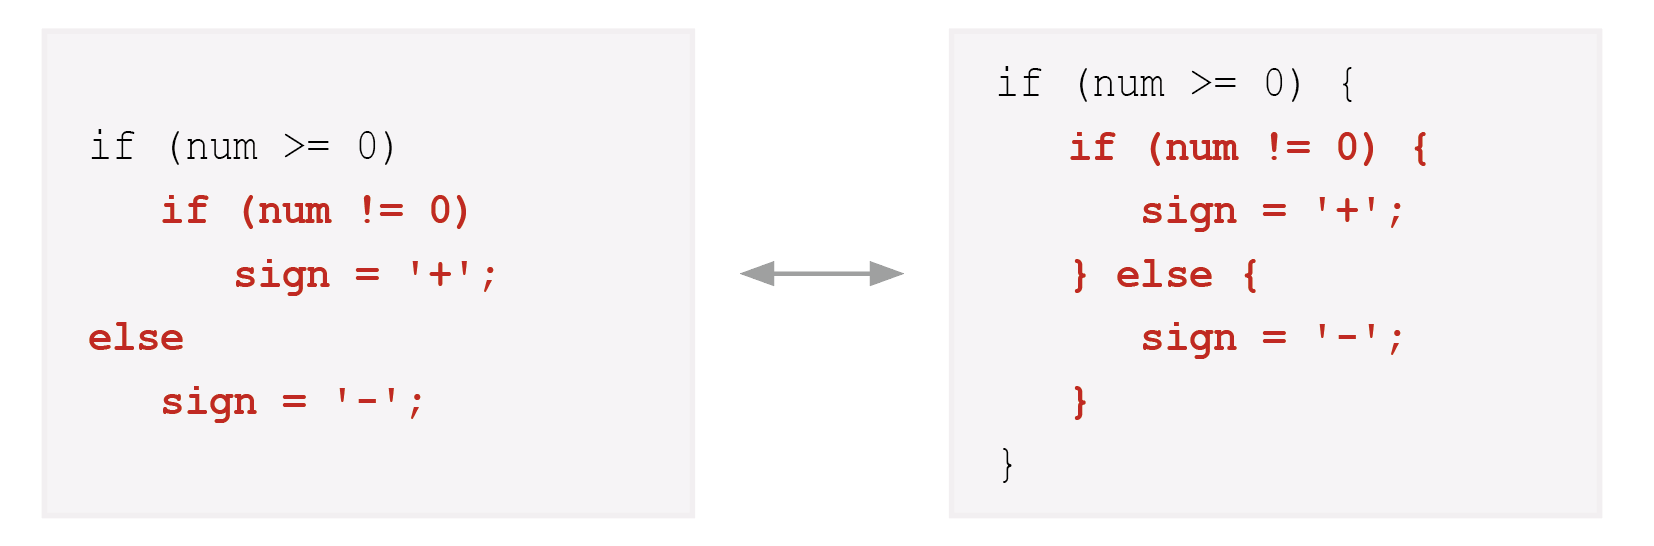 if (num >= 0)
   if (num != 0)
      sign = '+';
else
   sign = '-';
if (num >= 0) {
   if (num != 0) {
      sign = '+';
   } else {
      sign = '-';
   }
}